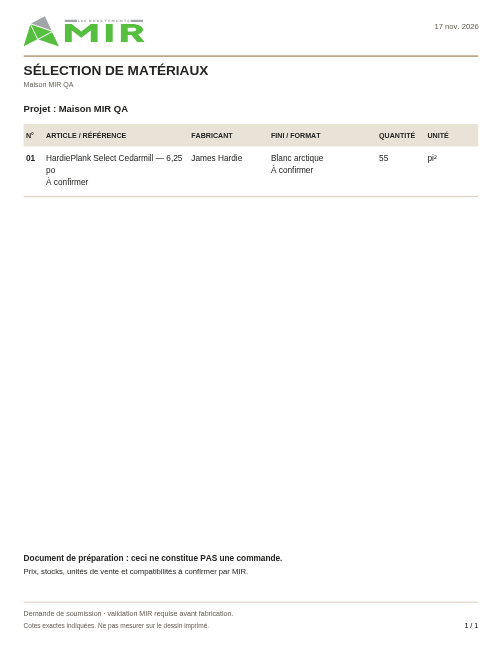 LES REVÊTEMENTS
MIR
17 nov. 2026
SÉLECTION DE MATÉRIAUX
Maison MIR QA
Projet : Maison MIR QA
N° ARTICLE / RÉFÉRENCE FABRICANT FINI / FORMAT QUANTITÉ UNITÉ
01 HardiePlank Select Cedarmill — 6,25 James Hardie Blanc arctique 55 pi²
po À confirmer
À confirmer
Document de préparation : ceci ne constitue PAS une commande.
Prix, stocks, unités de vente et compatibilités à confirmer par MIR.
Demande de soumission · validation MIR requise avant fabrication.
Cotes exactes indiquées. Ne pas mesurer sur le dessin imprimé. 1 / 1